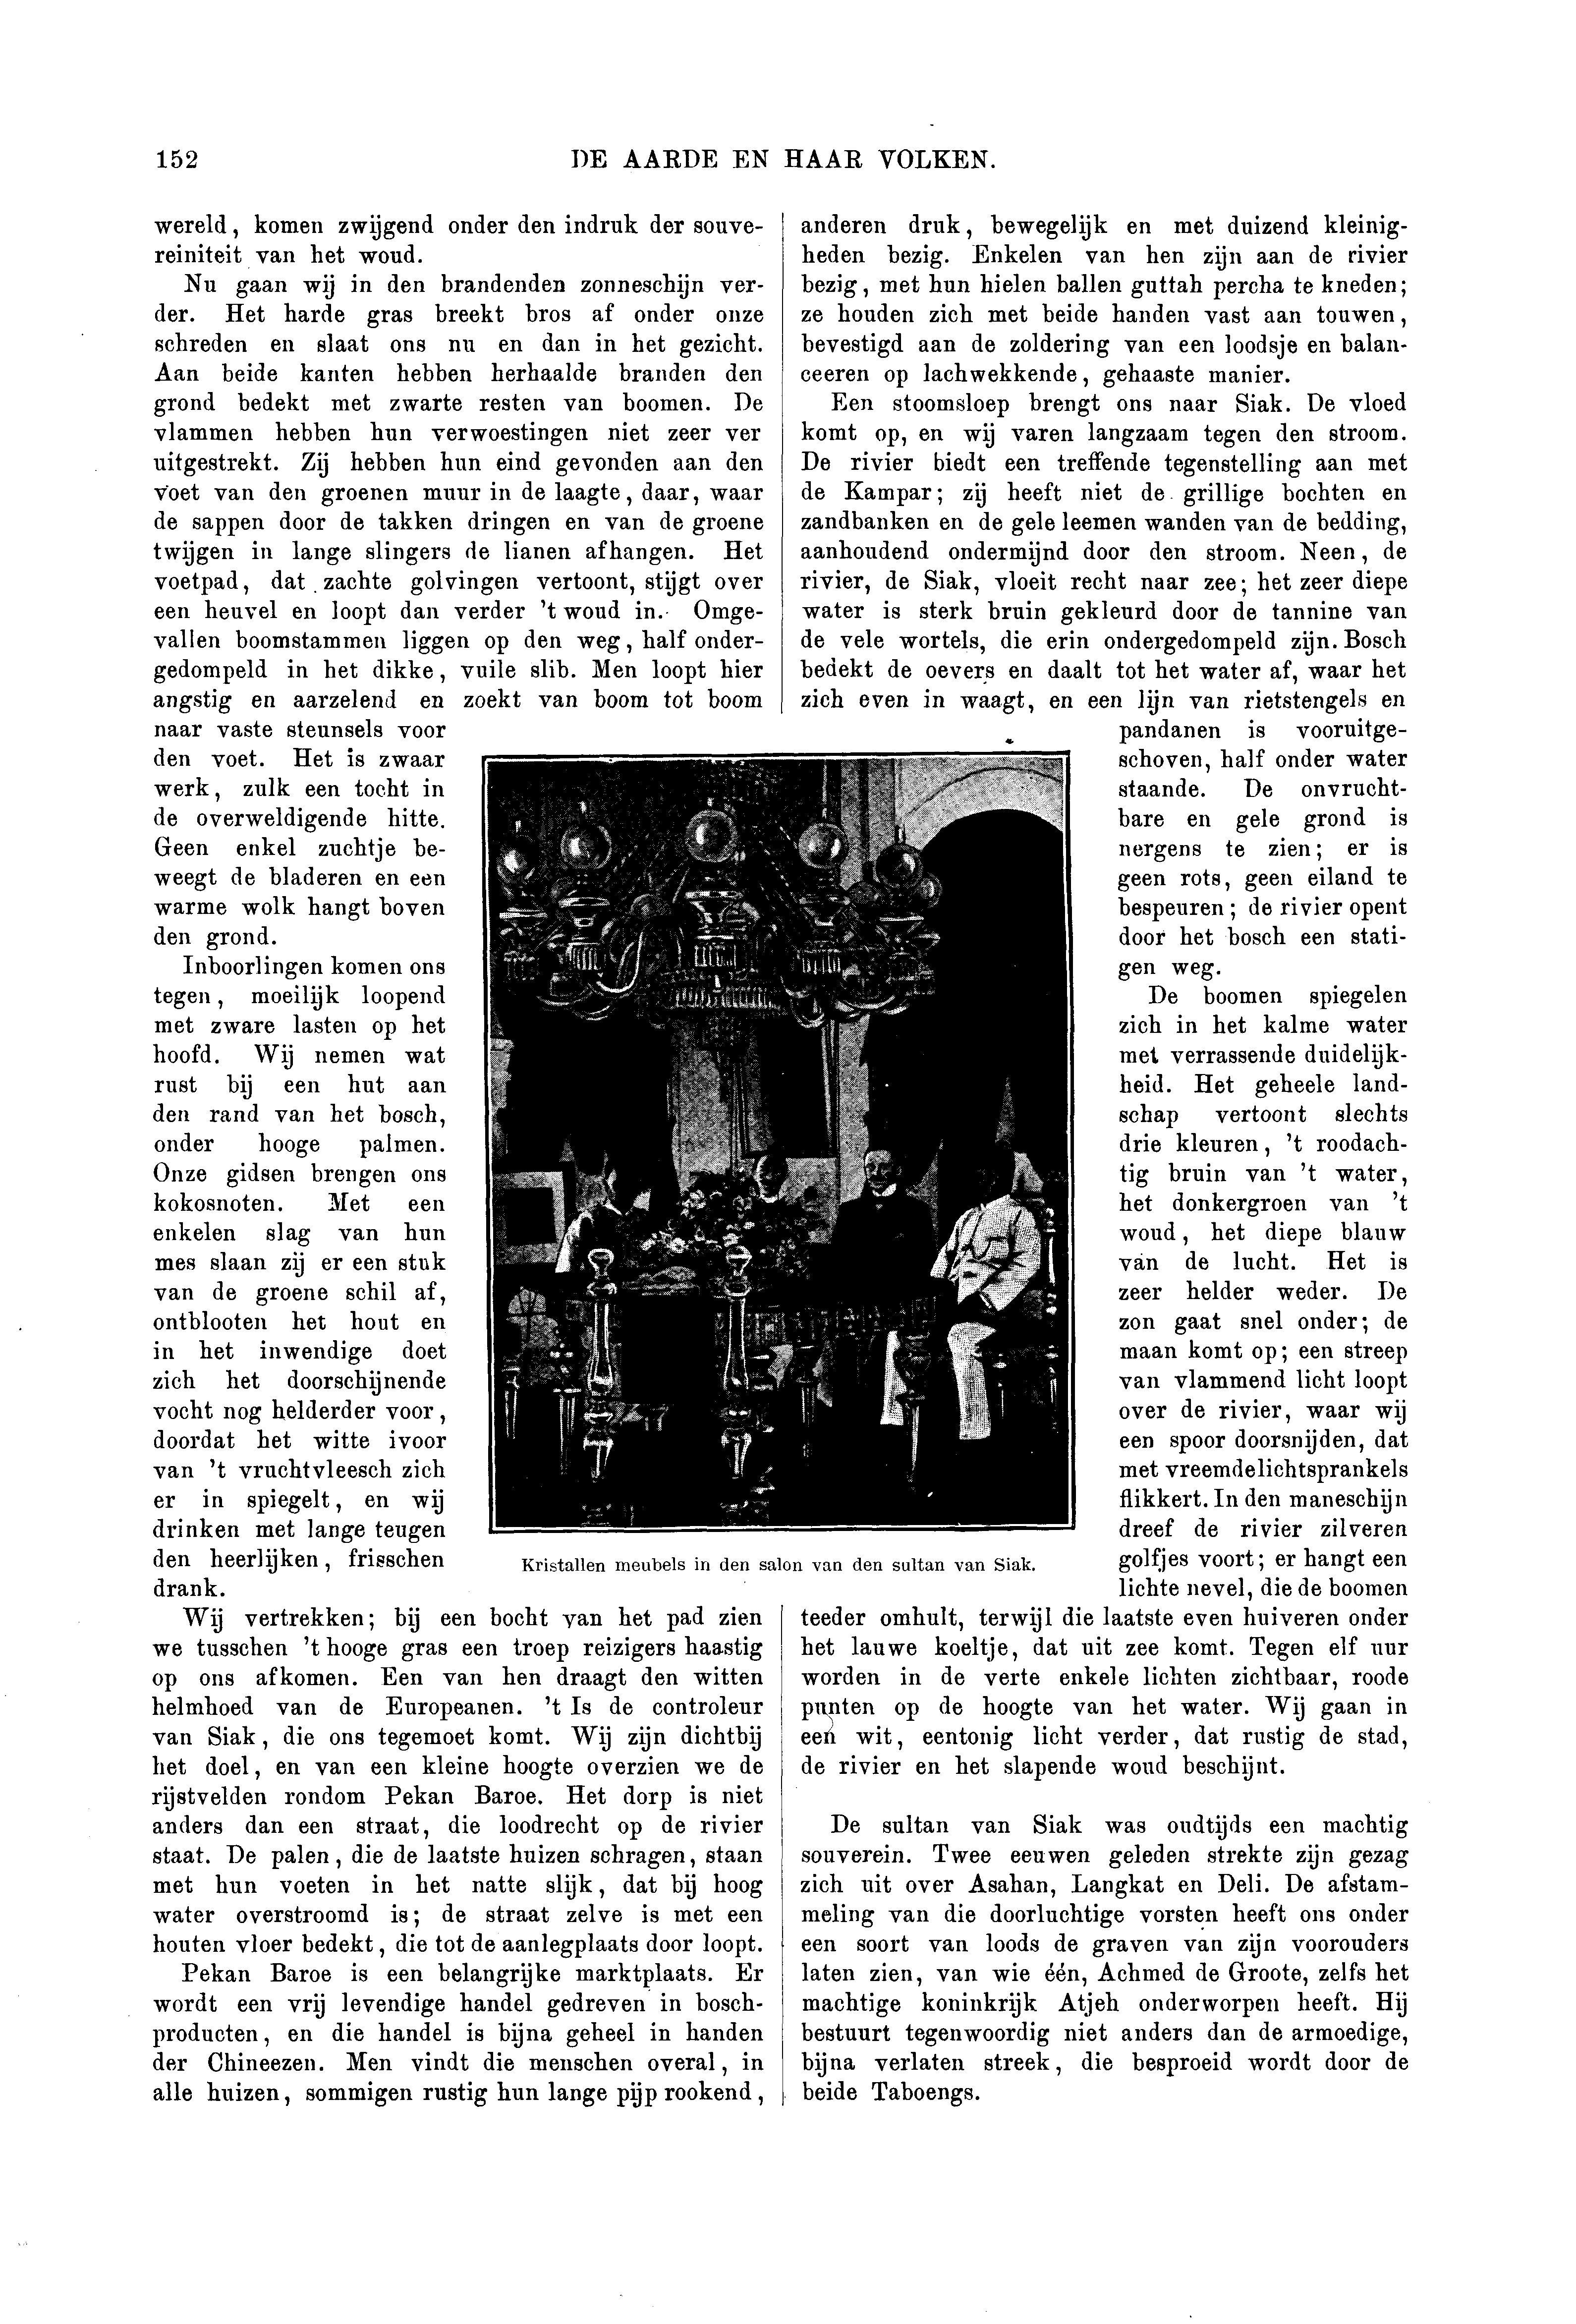 152
DE AARDE EN HAAR VOLKEN.
wereld, komen zwijgend onder den indruk der souve-
reiniteit van het woud.
Nu gaan wij in den brandenden zonneschijn ver-
der. Het harde gras breekt bros af onder onze
schreden en slaat ons nu en dan in het gezicht.
Aan beide kanten hebben herhaalde branden den
grond bedekt met zwarte resten van boomen. De
vlammen hebben hun verwoestingen niet zeer ver
uitgestrekt. Zij hebben hun eind gevonden aan den
voet van den groenen muur in de laagte, daar, waar
de sappen door de takken dringen en van de groene
twijgen in lange slingers de lianen afhangen. Het
voetpad, dat zachte golvingen vertoont, stijgt over
een heuvel en loopt dan verder 't woud in. Omge-
vallen boomstammen liggen op den weg, half onder-
gedompeld in het dikke, vuile slib. Men loopt hier
angstig en aarzelend en zoekt van boom tot boom
naar vaste steunsels voor
den voet. Het is zwaar
werk, zulk een tocht in
de overweldigende hitte.
Geen enkel zuchtje be-
weegt de bladeren en een
warme wolk hangt boven
den grond.
Inboorlingen komen ons
tegen, moeilijk loopend
met zware lasten op het
hoofd. Wij nemen wat
rust bij een hut aan
den rand van het bosch,
onder hooge palmen.
Onze gidsen brengen ons
kokosnoten. Met een
enkelen slag van hun
mes slaan zij er een stuk
van de groene schil af,
ontblooten het hout en
in het inwendige doet
zich het doorschijnende
vocht nog helderder voor,
doordat het witte ivoor
van 't vruchtvleesch zich
er in spiegelt, en wij
drinken met lange teugen
den heerlijken, frisschen
drank.
Wij vertrekken; bij een bocht van het pad zien
we tusschen 't hooge gras een troep reizigers haastig
op ons afkomen. Een van hen draagt den witten
helmhoed van de Europeanen. 't Is de controleur
van Siak, die ons tegemoet komt. Wij zijn dichtbij
het doel, en van een kleine hoogte overzien we de
rijstvelden rondom Pekan Baroe. Het dorp is niet
anders dan een straat, die loodrecht op de rivier
staat. De palen, die de laatste huizen schragen, staan
met hun voeten in het natte slijk, dat bij hoog
water overstroomd is; de straat zelve is met een
houten vloer bedekt, die tot de aanlegplaats door loopt.
Pekan Baroe is een belangrijke marktplaats. Er
wordt een vrij levendige handel gedreven in bosch-
producten, en die handel is bijna geheel in handen
der Chineezen. Men vindt die menschen overal, in
alle huizen, sommigen rustig hun lange pijp rookend,
anderen druk, bewegelijk en met duizend kleinig-
heden bezig. Enkelen van hen zijn aan de rivier
bezig, met hun hielen ballen guttah percha te kneden;
ze houden zich met beide handen vast aan touwen,
bevestigd aan de zoldering van een loodsje en balan-
ceeren op lachwekkende, gehaaste manier.
Een stoomsloep brengt ons naar Siak. De vloed
komt op, en wij varen langzaam tegen den stroom.
De rivier biedt een treffende tegenstelling aan met
de Kampar; zij heeft niet de grillige bochten en
zandbanken en de gele leemen wanden van de bedding,
aanhoudend ondermijnd door den stroom. Neen, de
rivier, de Siak, vloeit recht naar zee; het zeer diepe
water is sterk bruin gekleurd door de tannine van
de vele wortels, die erin ondergedompeld zijn. Bosch
bedekt de oevers en daalt tot het water af, waar het
zich even in waagt, en een lijn van rietstengels en
pandanen is vooruitge-
schoven, half onder water
staande. De onvrucht-
bare en gele grond is
nergens te zien; er is
geen rots, geen eiland te
bespeuren; de rivier opent
door het bosch een stati-
gen weg.
De boomen spiegelen
zich in het kalme water
met verrassende duidelijk-
heid. Het geheele land-
schap vertoont slechts
drie kleuren, 't roodach-
tig bruin van 't water,
het donkergroen van 't
woud, het diepe blauw
van de lucht. Het is
zeer helder weder. De
zon gaat snel onder; de
maan komt op; een streep
van vlammend licht loopt
over de rivier, waar wij
een spoor doorsnijden, dat
met vreemde lichtsprankels
flikkert. In den maneschijn
dreef de rivier zilveren
golfjes voort; er hangt een
lichte nevel, die de boomen
teeder omhult, terwijl die laatste even huiveren onder
het lauwe koeltje, dat uit zee komt. Tegen elf uur
worden in de verte enkele lichten zichtbaar, roode
punten op de hoogte van het water. Wij gaan in
een wit, eentonig licht verder, dat rustig de stad,
de rivier en het slapende woud beschijnt.
De sultan van Siak was oudtijds een machtig
souverein. Twee eeuwen geleden strekte zijn gezag
zich uit over Asahan, Langkat en Deli. De afstam-
meling van die doorluchtige vorsten heeft ons onder
een soort van loods de graven van zijn voorouders
laten zien, van wie één, Achmed de Groote, zelfs het
machtige koninkrijk Atjeh onderworpen heeft. Hij
bestuurt tegenwoordig niet anders dan de armoedige,
bijna verlaten streek, die besproeid wordt door de
beide Taboengs.
Kristallen meubels in den salon van den sultan van Siak.